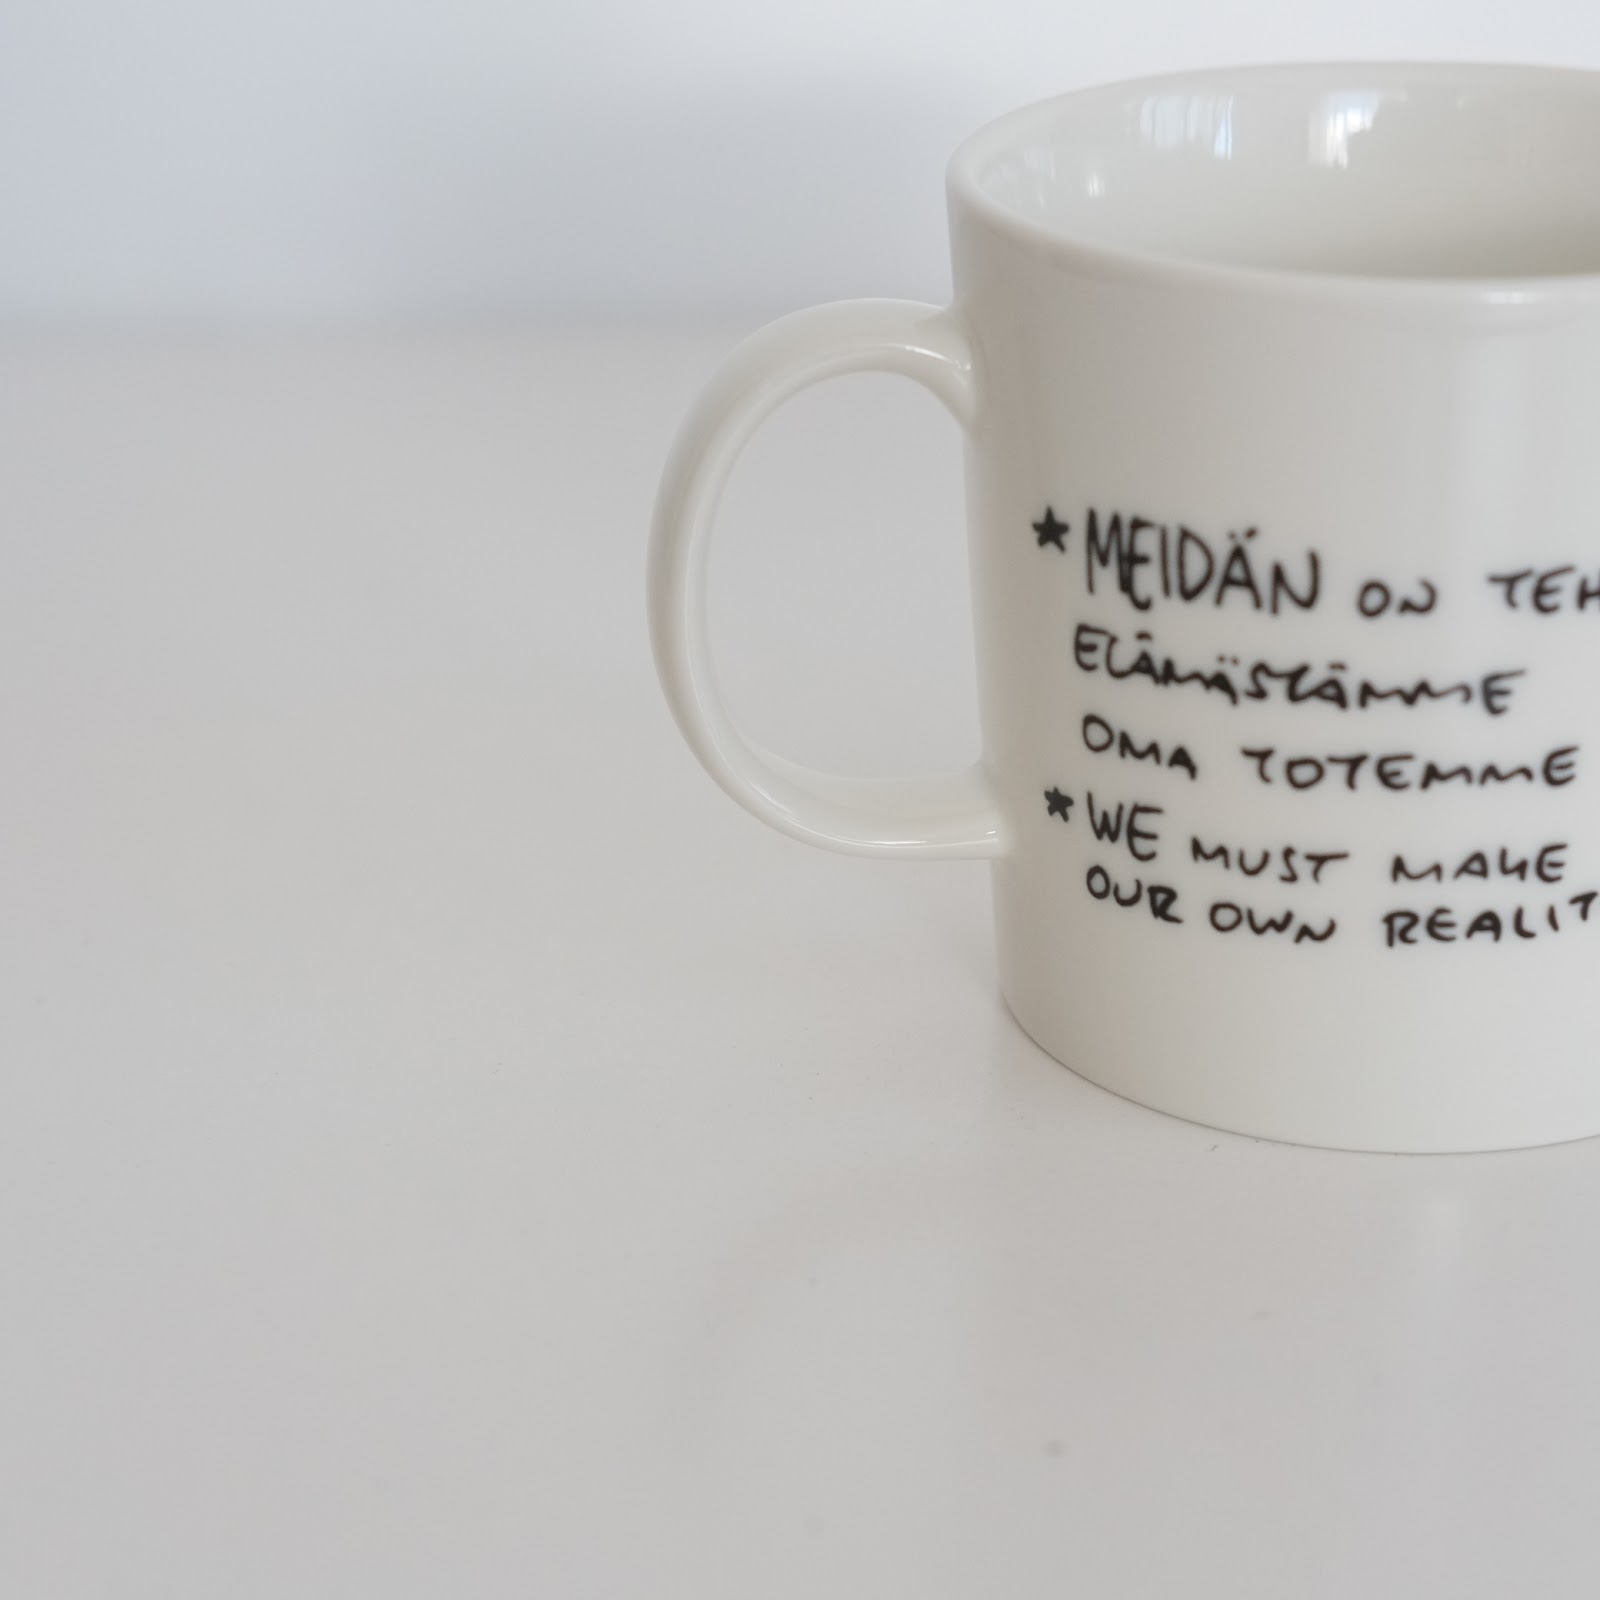 ★ MEIDÄN ON TEH
ELÄMÄSTÄMME
OMA TOTEMME
★ WE MUST MAKE
OUR OWN REALIT